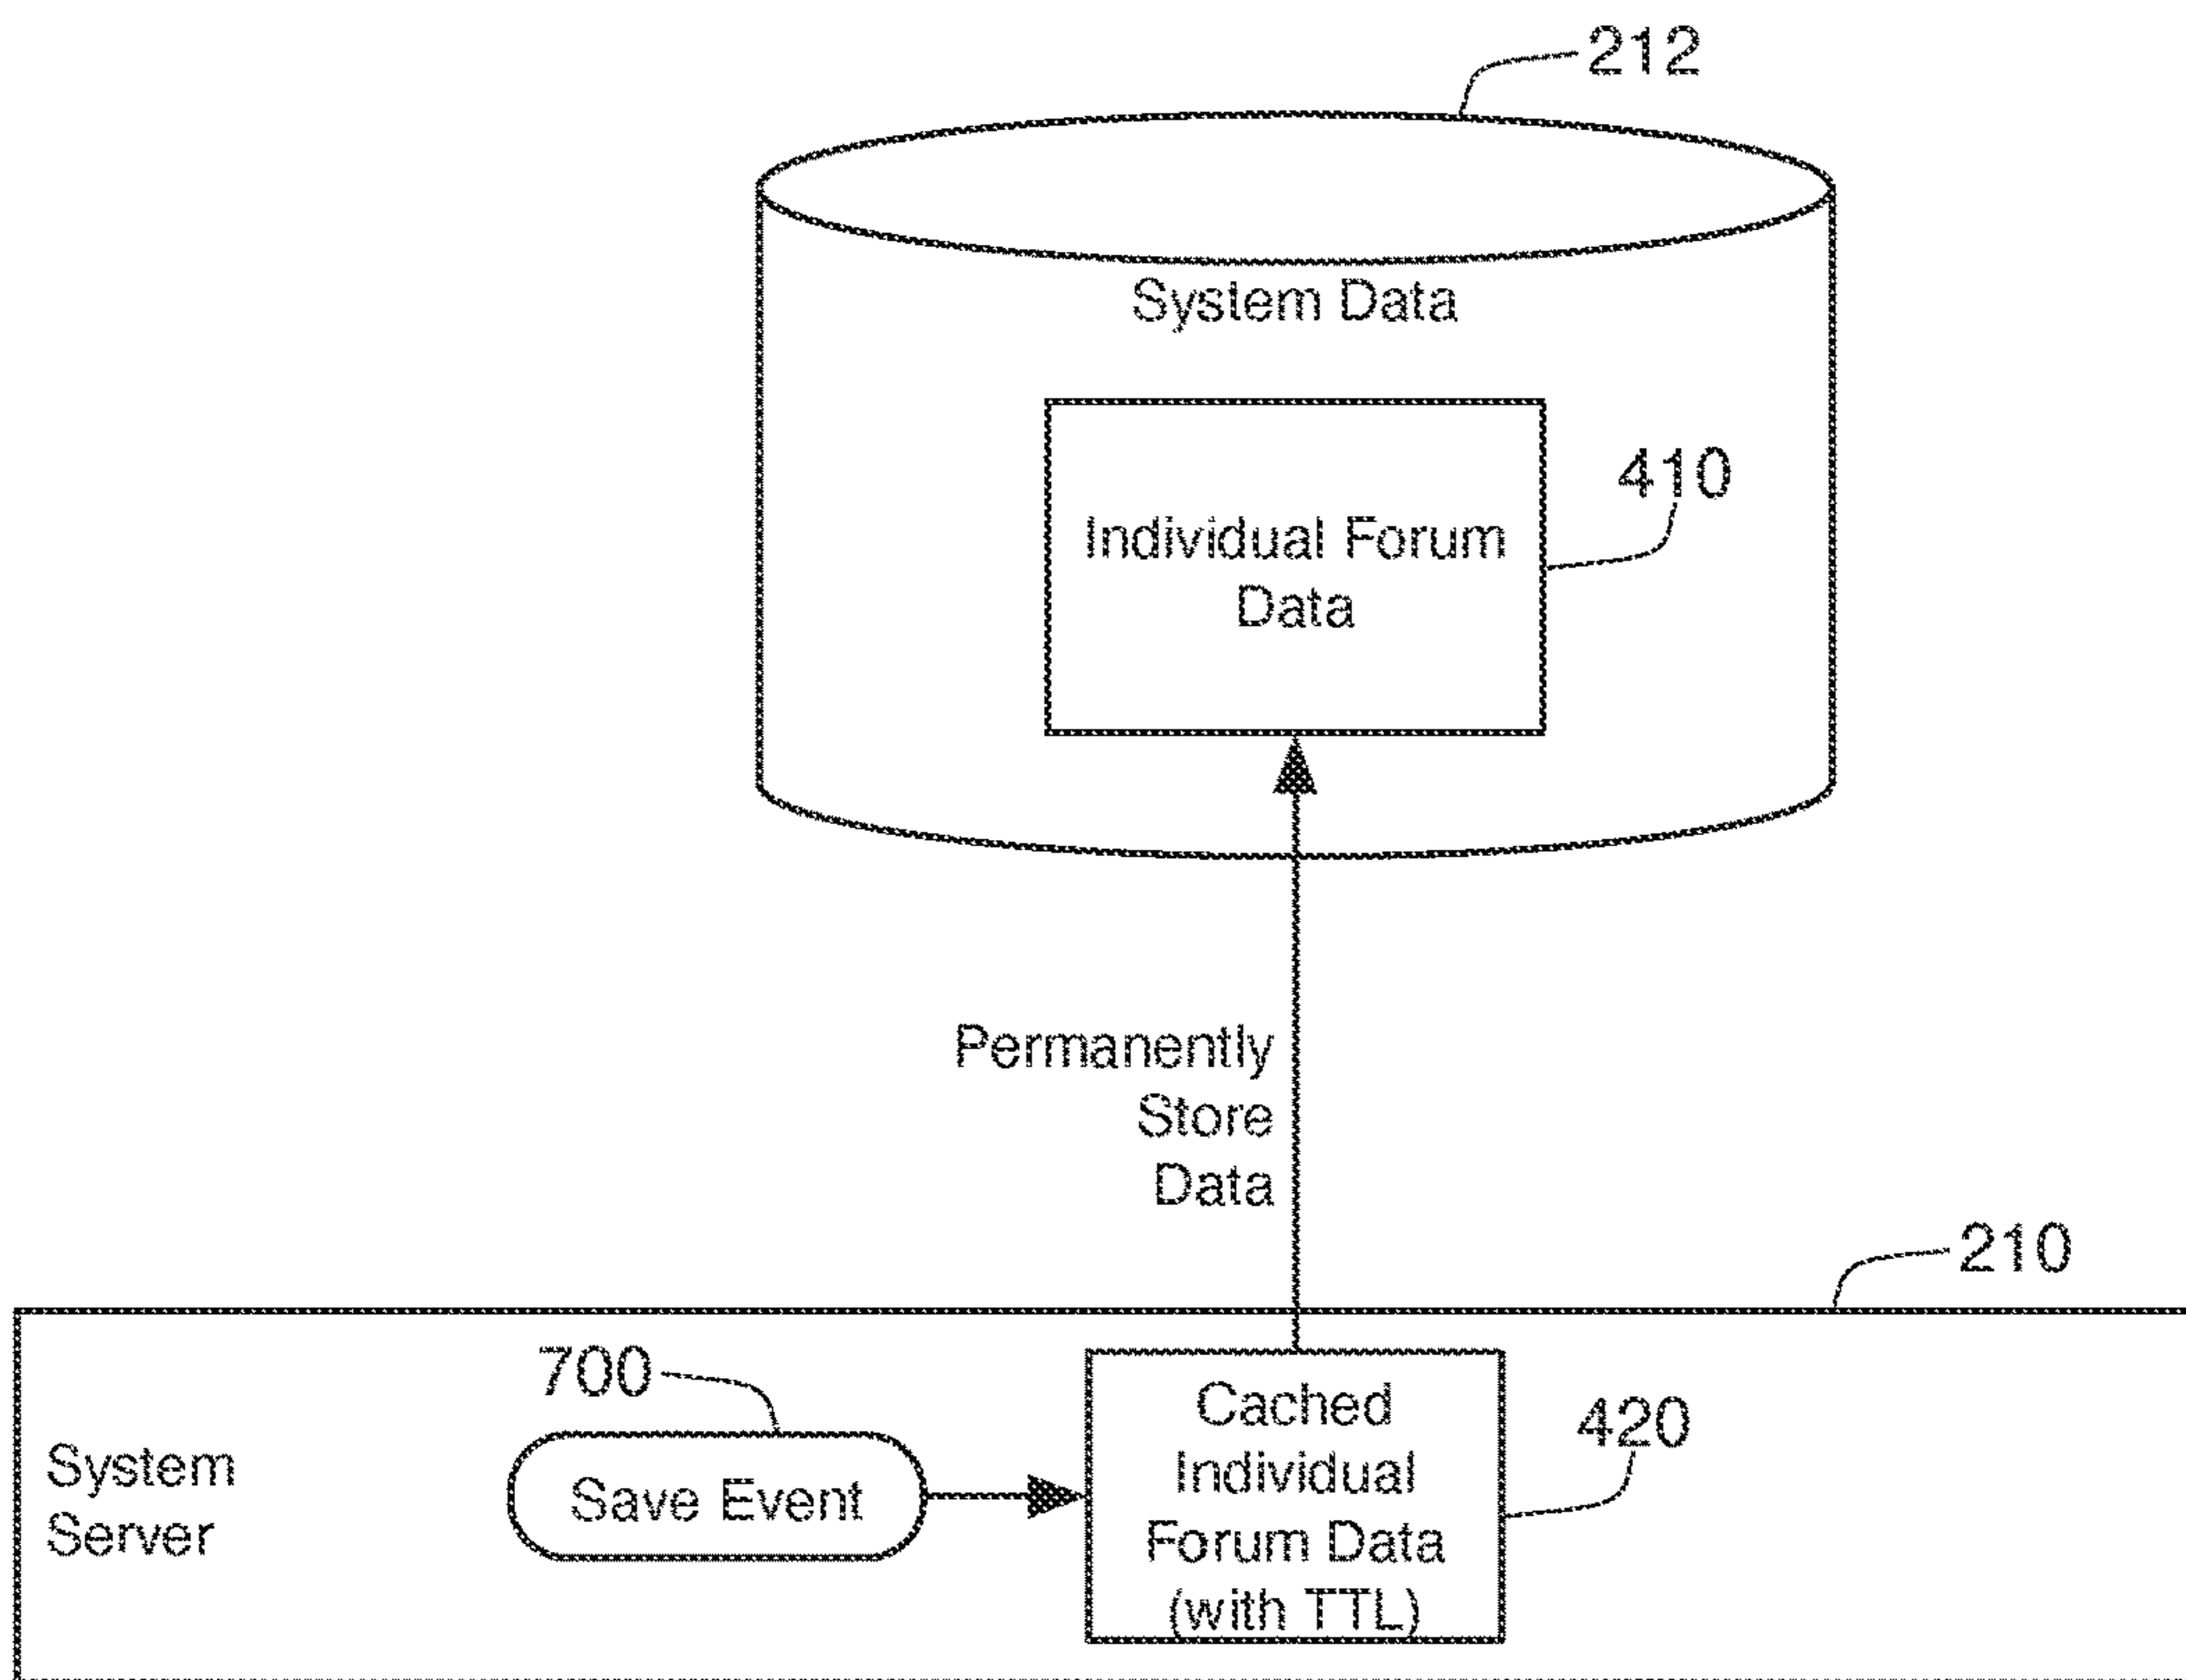 212
System Data
410
Individual Forum
Data
Permanently
Store
Data
210
700
Cached
Individual
Forum Data
(with TTL)
420
System
Server
Save Event